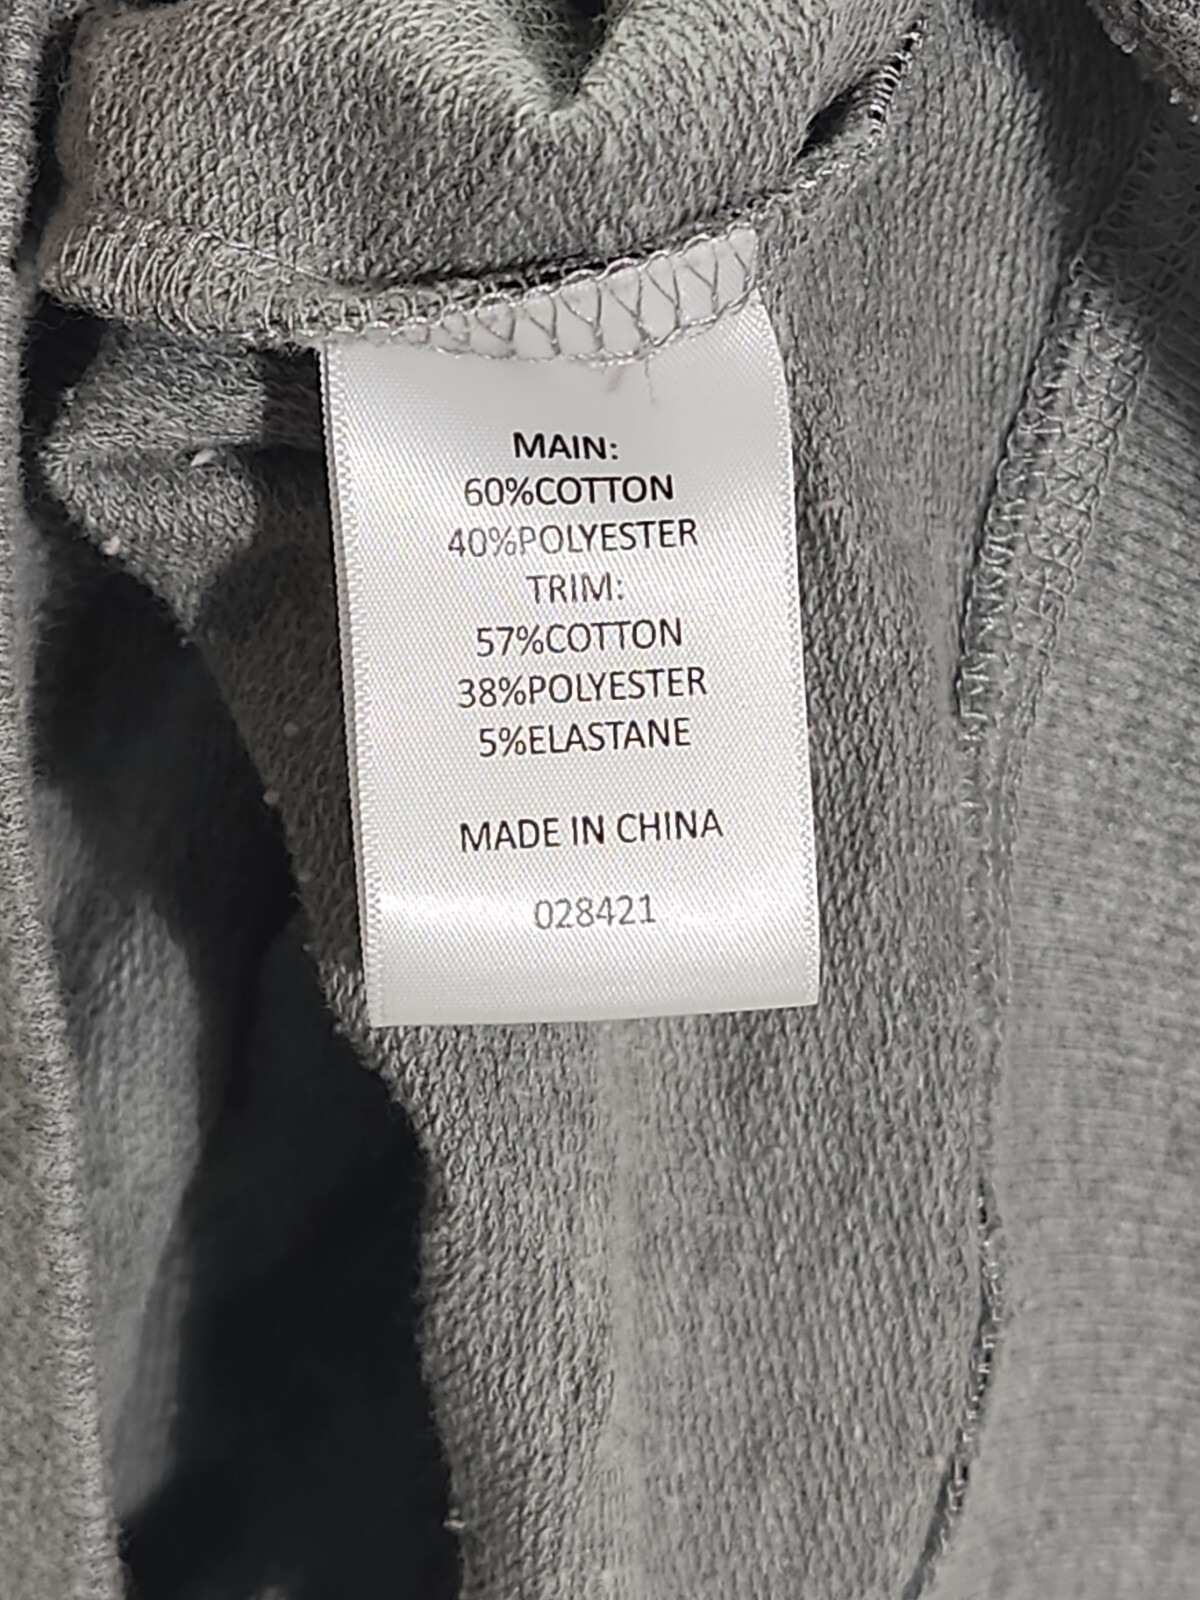 MAIN:
60%COTTON
40%POLYESTER
TRIM:
57%COTTON
38%POLYESTER
5%ELASTANE
MADE IN CHINA
028421